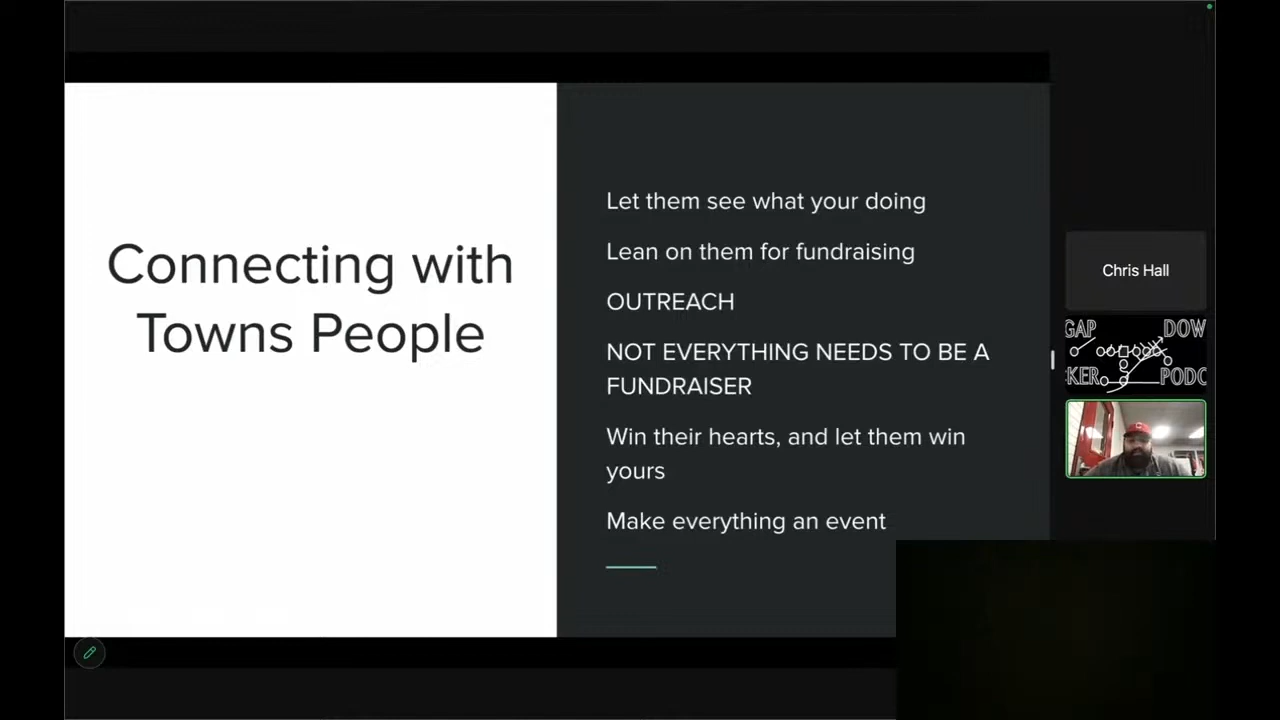 Connecting with
Towns People
Let them see what your doing
Lean on them for fundraising
OUTREACH
NOT EVERYTHING NEEDS TO BE A
FUNDRAISER
Win their hearts, and let them win
yours
Make everything an event
Chris Hall
GAP DOW
KER PODC